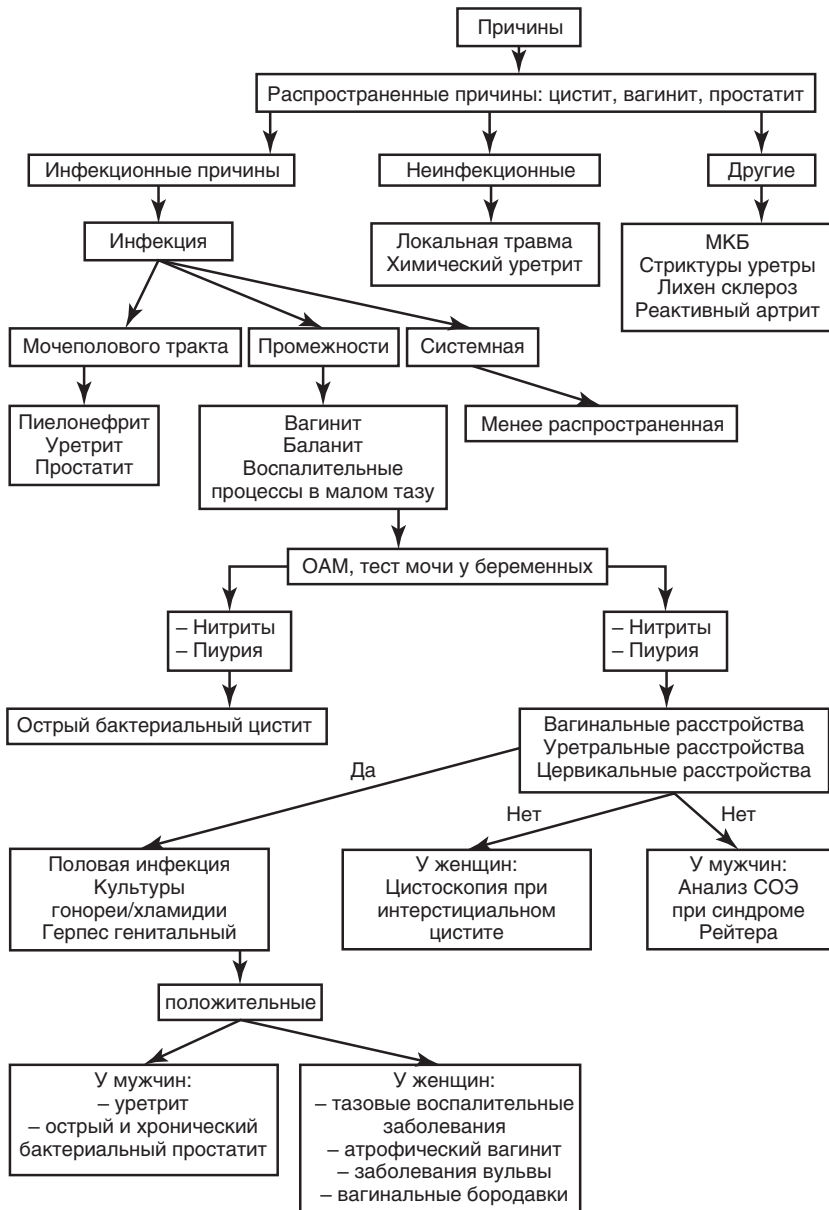 Причины
Распространенные причины: цистит, вагинит, простатит
Инфекционные причины
Неинфекционные
Другие
Инфекция
Локальная травма
Химический уретрит
МКБ
Стриктуры уретры
Лихен склероз
Реактивный артрит
Мочеполового тракта
Промежности
Системная
Пиелонефрит
Уретрит
Простатит
Вагинит
Баланит
Воспалительные
процессы в малом тазу
Менее распространенная
ОАМ, тест мочи у беременных
– Нитриты
– Пиурия
– Нитриты
– Пиурия
Острый бактериальный цистит
Вагинальные расстройства
Уретральные расстройства
Цервикальные расстройства
Да
Нет
Нет
Половая инфекция
Культуры
гонореи/хламидии
Герпес генитальный
У женщин:
Цистоскопия при
интерстициальном
цистите
У мужчин:
Анализ СОЭ
при синдроме
Рейтера
положительные
У мужчин:
– уретрит
– острый и хронический
бактериальный простатит
У женщин:
– тазовые воспалительные
заболевания
– атрофический вагинит
– заболевания вульвы
– вагинальные бородавки